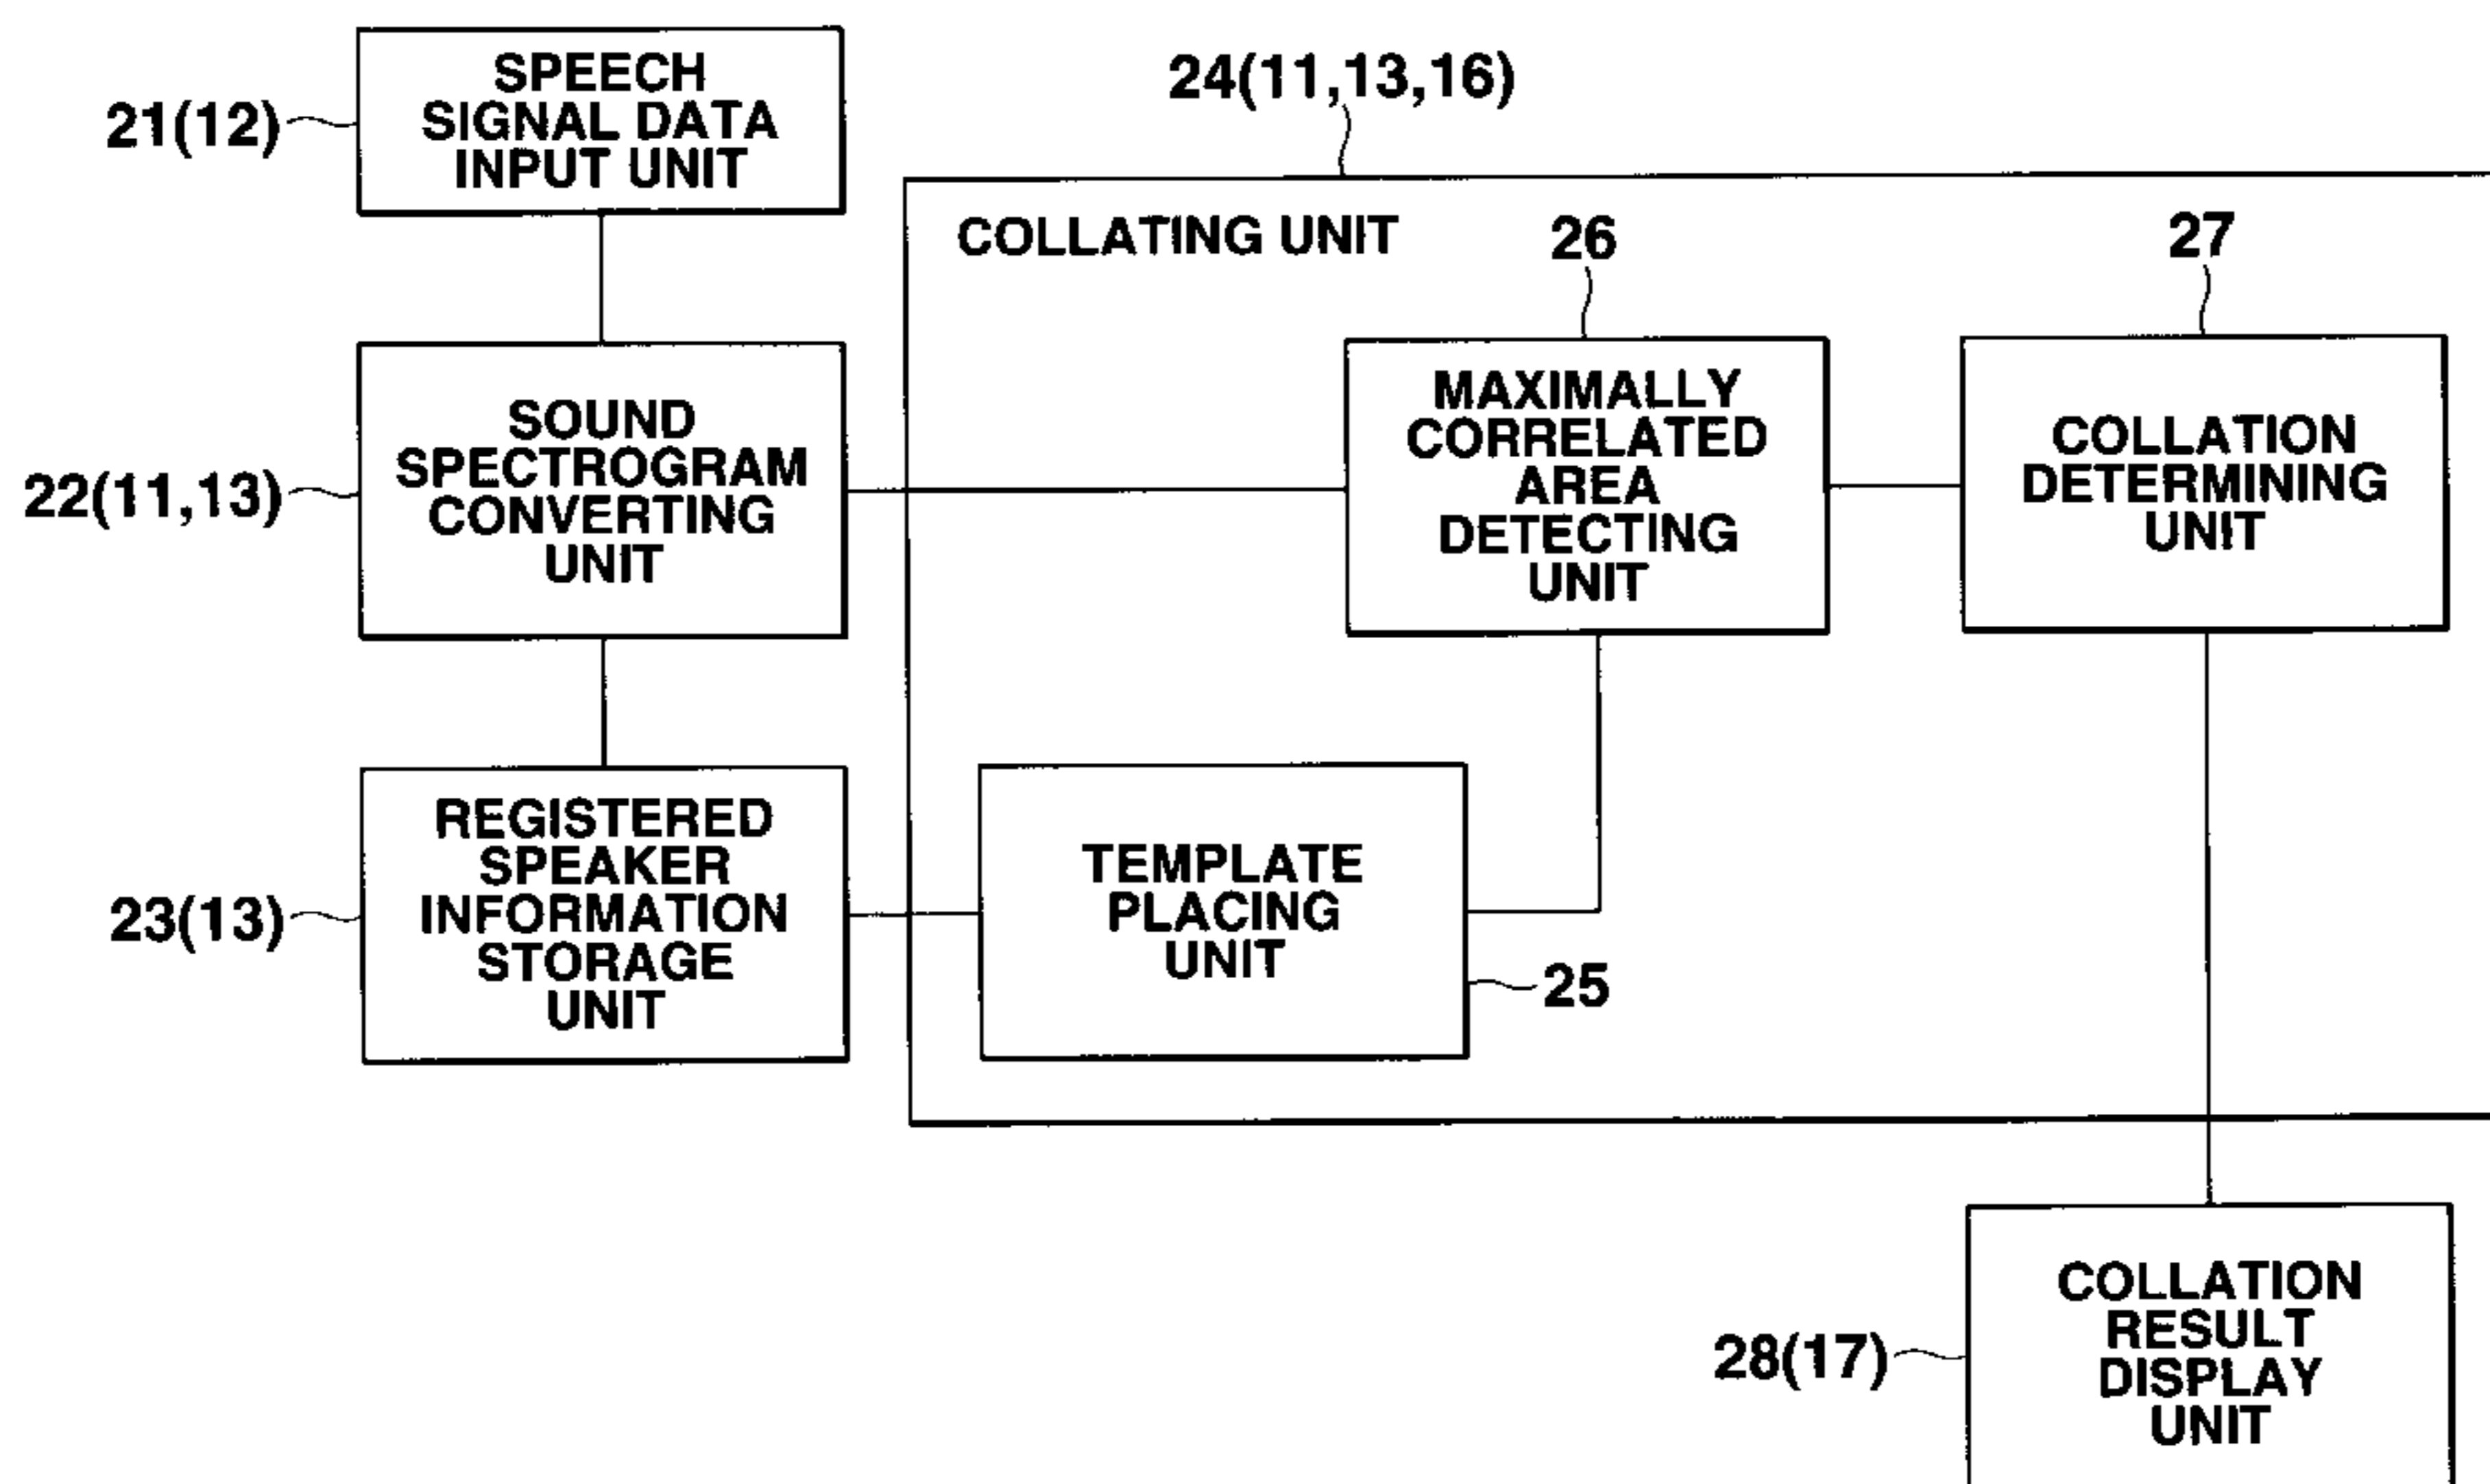 21(12)
SPEECH
SIGNAL DATA
INPUT UNIT
22(11,13)
SOUND
SPECTROGRAM
CONVERTING
UNIT
23(13)
REGISTERED
SPEAKER
INFORMATION
STORAGE
UNIT
24(11,13,16)
COLLATING UNIT
26
MAXIMALLY
CORRELATED
AREA
DETECTING
UNIT
27
COLLATION
DETERMINING
UNIT
TEMPLATE
PLACING
UNIT
25
28(17)
COLLATION
RESULT
DISPLAY
UNIT